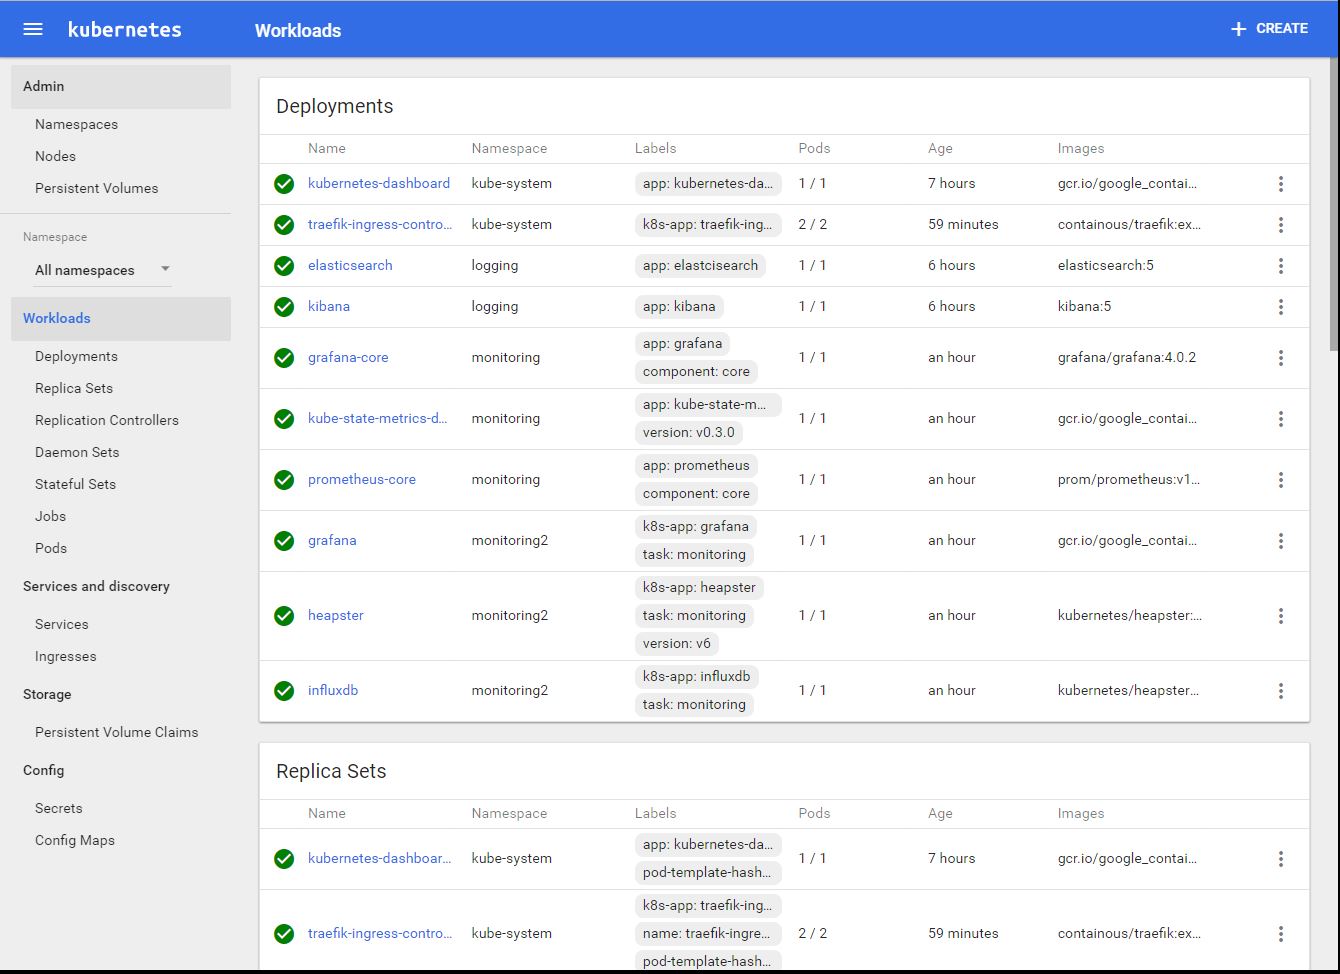 kubernetes Workloads + CREATE
Admin
Namespaces
Nodes
Persistent Volumes
Namespace
All namespaces
Workloads
Deployments
Replica Sets
Replication Controllers
Daemon Sets
Stateful Sets
Jobs
Pods
Services and discovery
Services
Ingresses
Storage
Persistent Volume Claims
Config
Secrets
Config Maps
Deployments
Name Namespace Labels Pods Age Images
kubernetes-dashboard kube-system app: kubernetes-da... 1 / 1 7 hours gcr.io/google_contai...
traefik-ingress-contro... kube-system k8s-app: traefik-ing... 2 / 2 59 minutes containous/traefik:ex...
elasticsearch logging app: elastcisearch 1 / 1 6 hours elasticsearch:5
kibana logging app: kibana 1 / 1 6 hours kibana:5
grafana-core monitoring app: grafana 1 / 1 an hour grafana/grafana:4.0.2
component: core
kube-state-metrics-d... monitoring app: kube-state-m... 1 / 1 an hour gcr.io/google_contai...
version: v0.3.0
prometheus-core monitoring app: prometheus 1 / 1 an hour prom/prometheus:v1...
component: core
grafana monitoring2 k8s-app: grafana 1 / 1 an hour gcr.io/google_contai...
task: monitoring
heapster monitoring2 k8s-app: heapster 1 / 1 an hour kubernetes/heapster:...
task: monitoring
version: v6
influxdb monitoring2 k8s-app: influxdb 1 / 1 an hour kubernetes/heapster...
task: monitoring
Replica Sets
Name Namespace Labels Pods Age Images
kubernetes-dashboar... kube-system app: kubernetes-da... 1 / 1 7 hours gcr.io/google_contai...
pod-template-hash...
traefik-ingress-contro... kube-system k8s-app: traefik-ing... 2 / 2 59 minutes containous/traefik:ex...
name: traefik-ingre...
pod-template-hash...